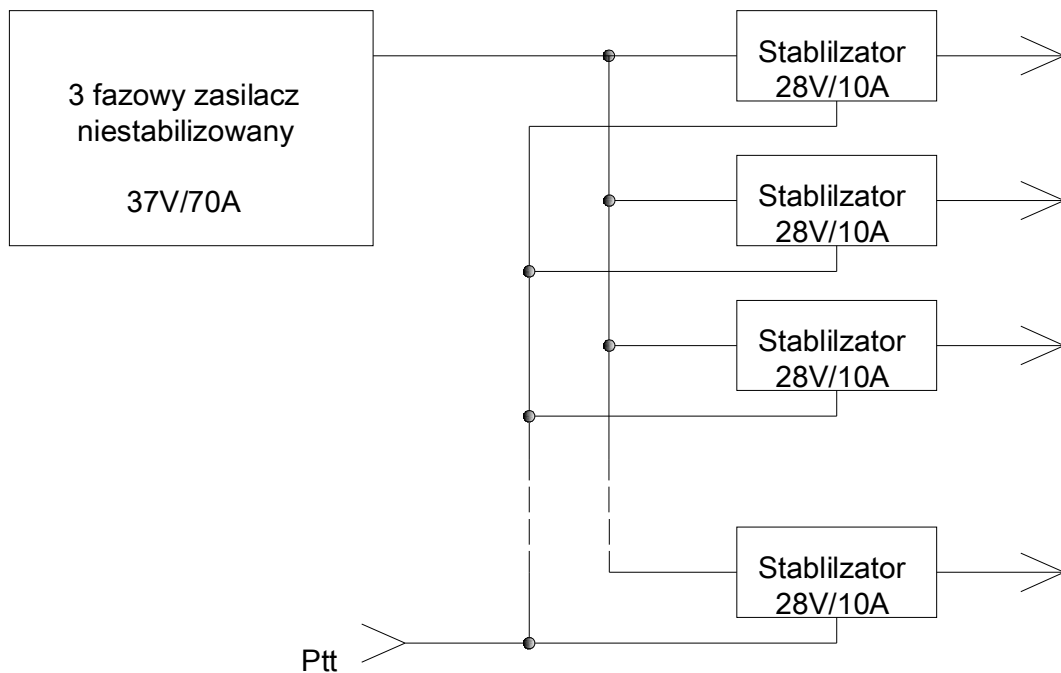 3 fazowy zasilacz
niestabilizowany
37V/70A
Stablilzator
28V/10A
Stablilzator
28V/10A
Stablilzator
28V/10A
Stablilzator
28V/10A
Ptt